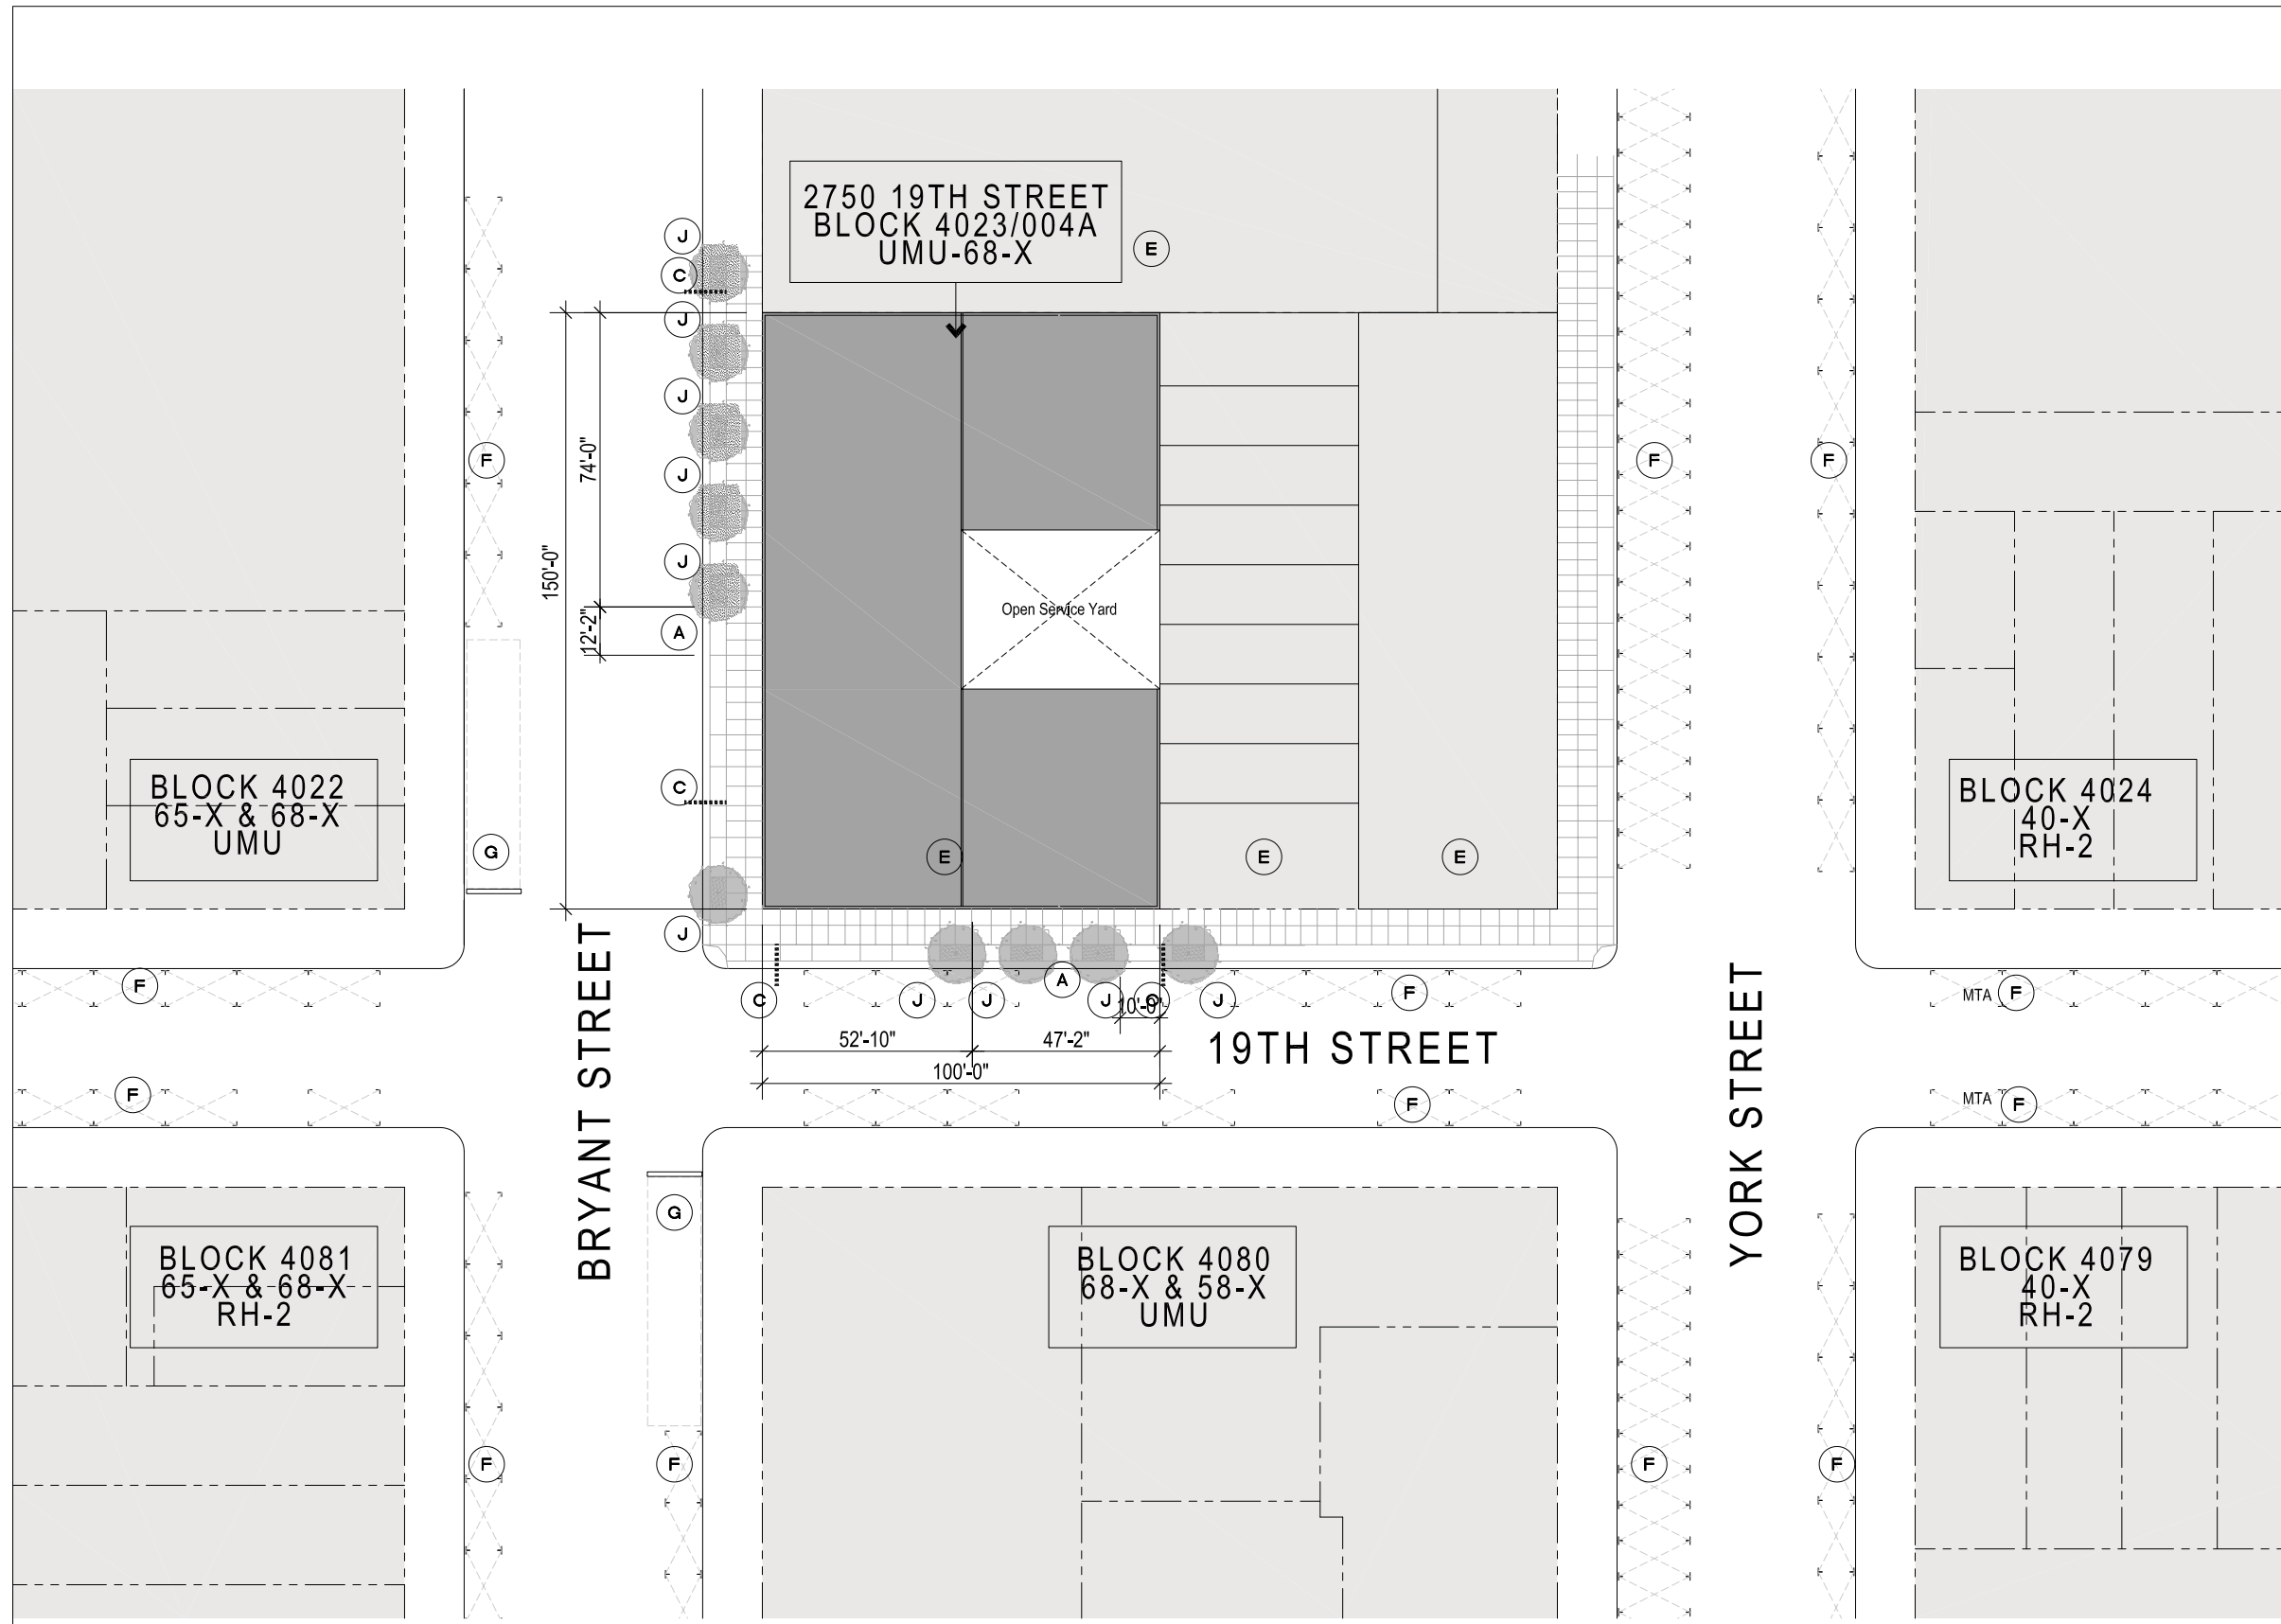 2750 19TH STREET
BLOCK 4023/004A
UMU-68-X
E
J
C
J
J
J
J
A
C
J
F
F
F
74'-0"
150'-0"
12'-2"
Open Service Yard
BLOCK 4022
65-X & 68-X
UMU
G
E
E
E
BLOCK 4024
40-X
RH-2
BRYANT STREET
F
C
J
J
A
J
C
J
F
10'-0"
MTA
F
52'-10"
47'-2"
100'-0"
19TH STREET
YORK STREET
F
F
MTA
F
G
BLOCK 4081
65-X & 68-X
RH-2
BLOCK 4080
68-X & 58-X
UMU
BLOCK 4079
40-X
RH-2
F
F
F
F